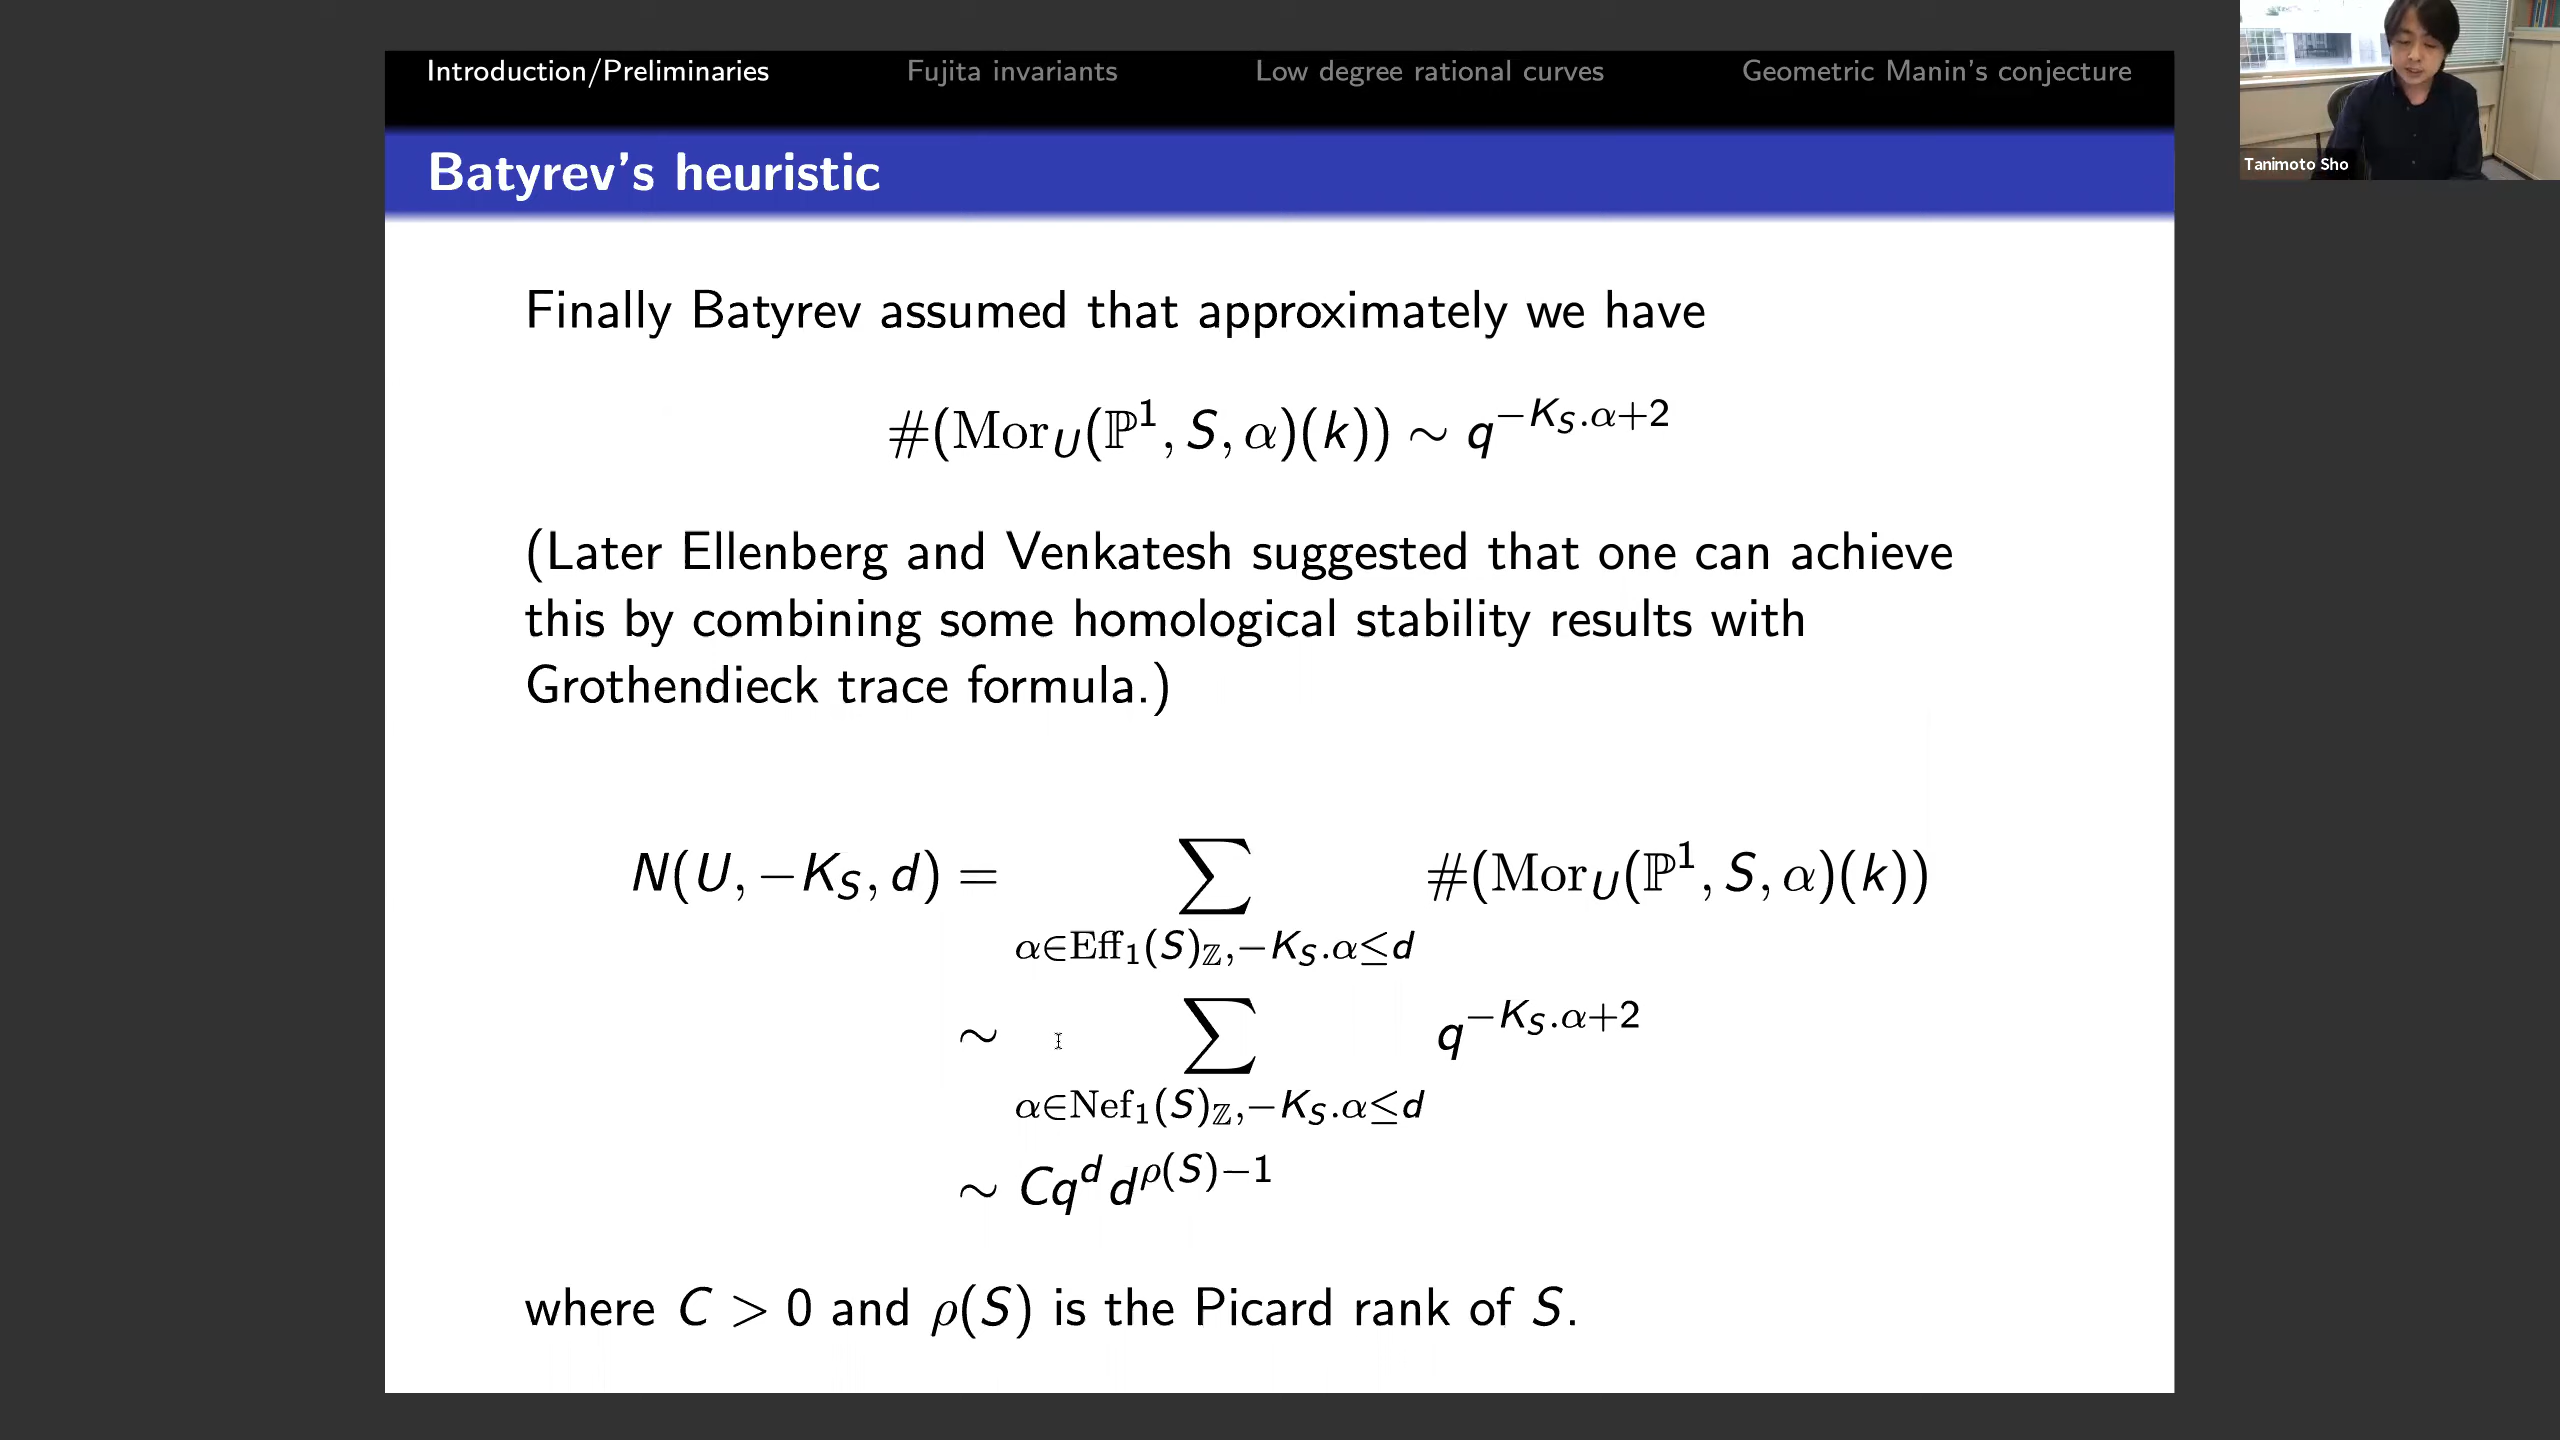 Introduction/Preliminaries Fujita invariants Low degree rational curves Geometric Manin's conjecture
Tanimoto Sho
Batyrev's heuristic
Finally Batyrev assumed that approximately we have
#(Mor_U(ℙ^1, S, α)(k)) ∼ q^{−K_S.α+2}
(Later Ellenberg and Venkatesh suggested that one can achieve
this by combining some homological stability results with
Grothendieck trace formula.)
N(U, −K_S, d) = ∑_{α∈Eff_1(S)_ℤ, −K_S.α≤d} #(Mor_U(ℙ^1, S, α)(k))
∼ ∑_{α∈Nef_1(S)_ℤ, −K_S.α≤d} q^{−K_S.α+2}
∼ Cq^d d^{ρ(S)−1}
where C > 0 and ρ(S) is the Picard rank of S.